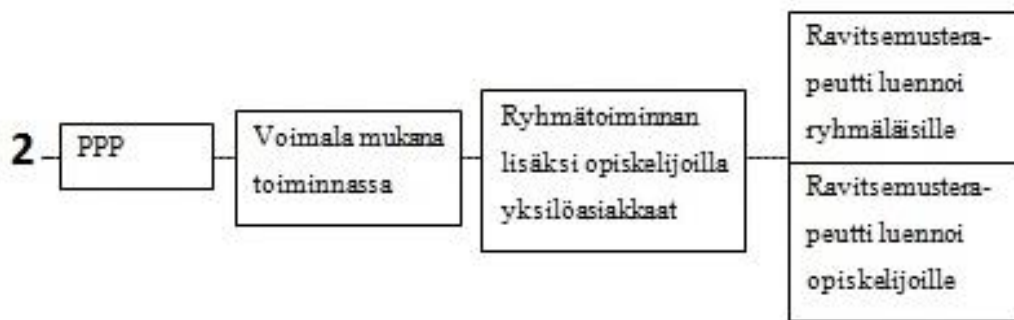 2
PPP
Voimala mukana
toiminnassa
Ryhmätoiminnan
lisäksi opiskelijoilla
yksilöasiakkaat
Ravitsemustera-
peutti luennoi
ryhmäläisille
Ravitsemustera-
peutti luennoi
opiskelijoille